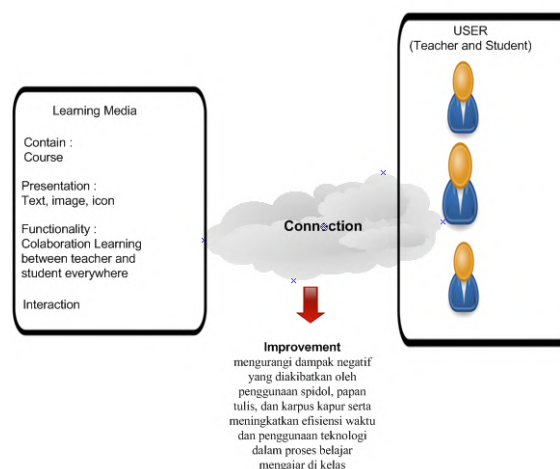 Learning Media
Contain :
Course
Presentation :
Text, image, icon
Functionality :
Colaboration Learning
between teacher and
student everywhere
Interaction
Connection
USER
(Teacher and Student)
Improvement
mengurangi dampak negatif
yang diakibatkan oleh
penggunaan spidol, papan
tulis, dan karpus kapur serta
meningkatkan efisiensi waktu
dan penggunaan teknologi
dalam proses belajar
mengajar di kelas